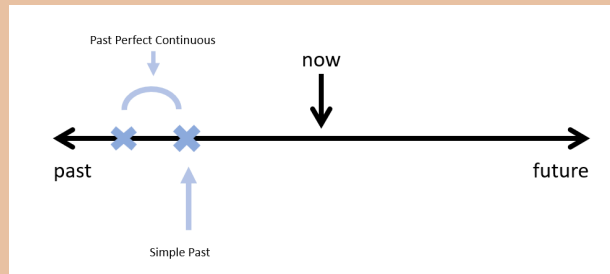 Past Perfect Continuous
now
past
future
Simple Past